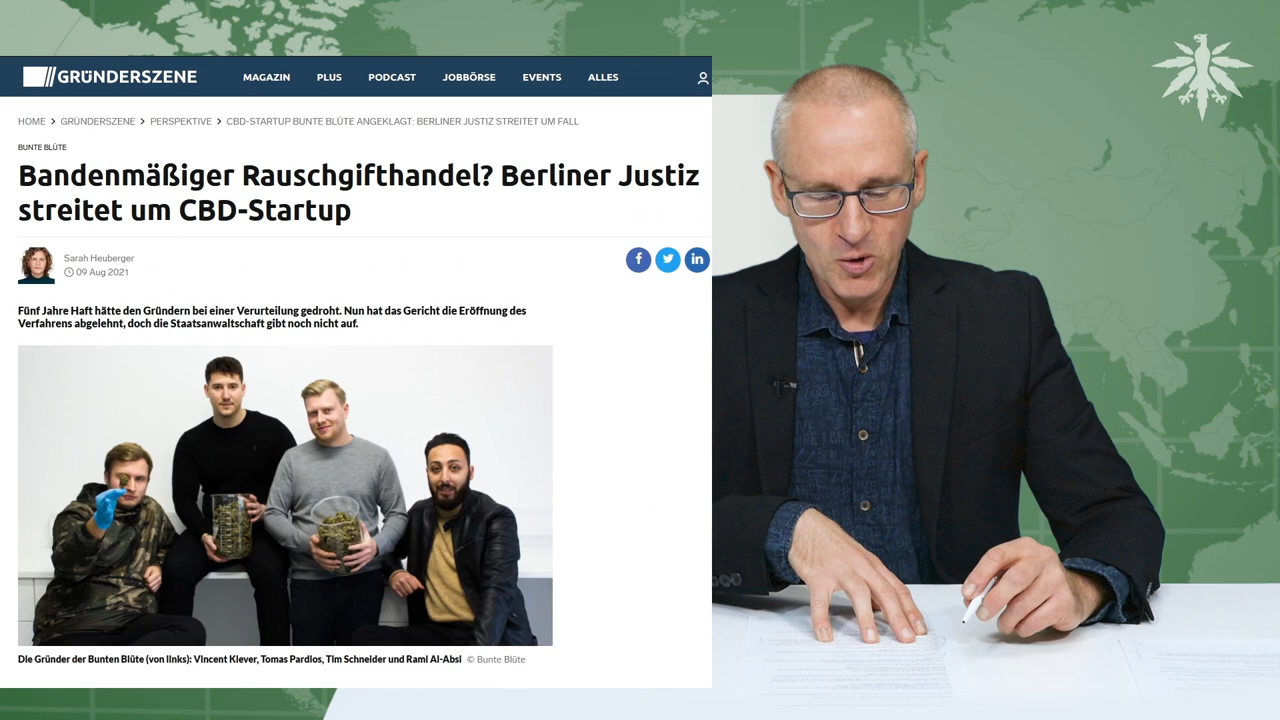 GRÜNDERSZENE
MAGAZIN PLUS PODCAST JOBBÖRSE EVENTS ALLES
HOME > GRÜNDERSZENE > PERSPEKTIVE > CBD-STARTUP BUNTE BLÜTE ANGEKLAGT: BERLINER JUSTIZ STREITET UM FALL
BUNTE BLÜTE
Bandenmäßiger Rauschgifthandel? Berliner Justiz
streitet um CBD-Startup
Sarah Heuberger
09 Aug 2021
Fünf Jahre Haft hätte den Gründern bei einer Verurteilung gedroht. Nun hat das Gericht die Eröffnung des
Verfahrens abgelehnt, doch die Staatsanwaltschaft gibt noch nicht auf.
Die Gründer der Bunten Blüte (von links): Vincent Klever, Tomas Pardios, Tim Schneider und Rami Al-Absi © Bunte Blüte